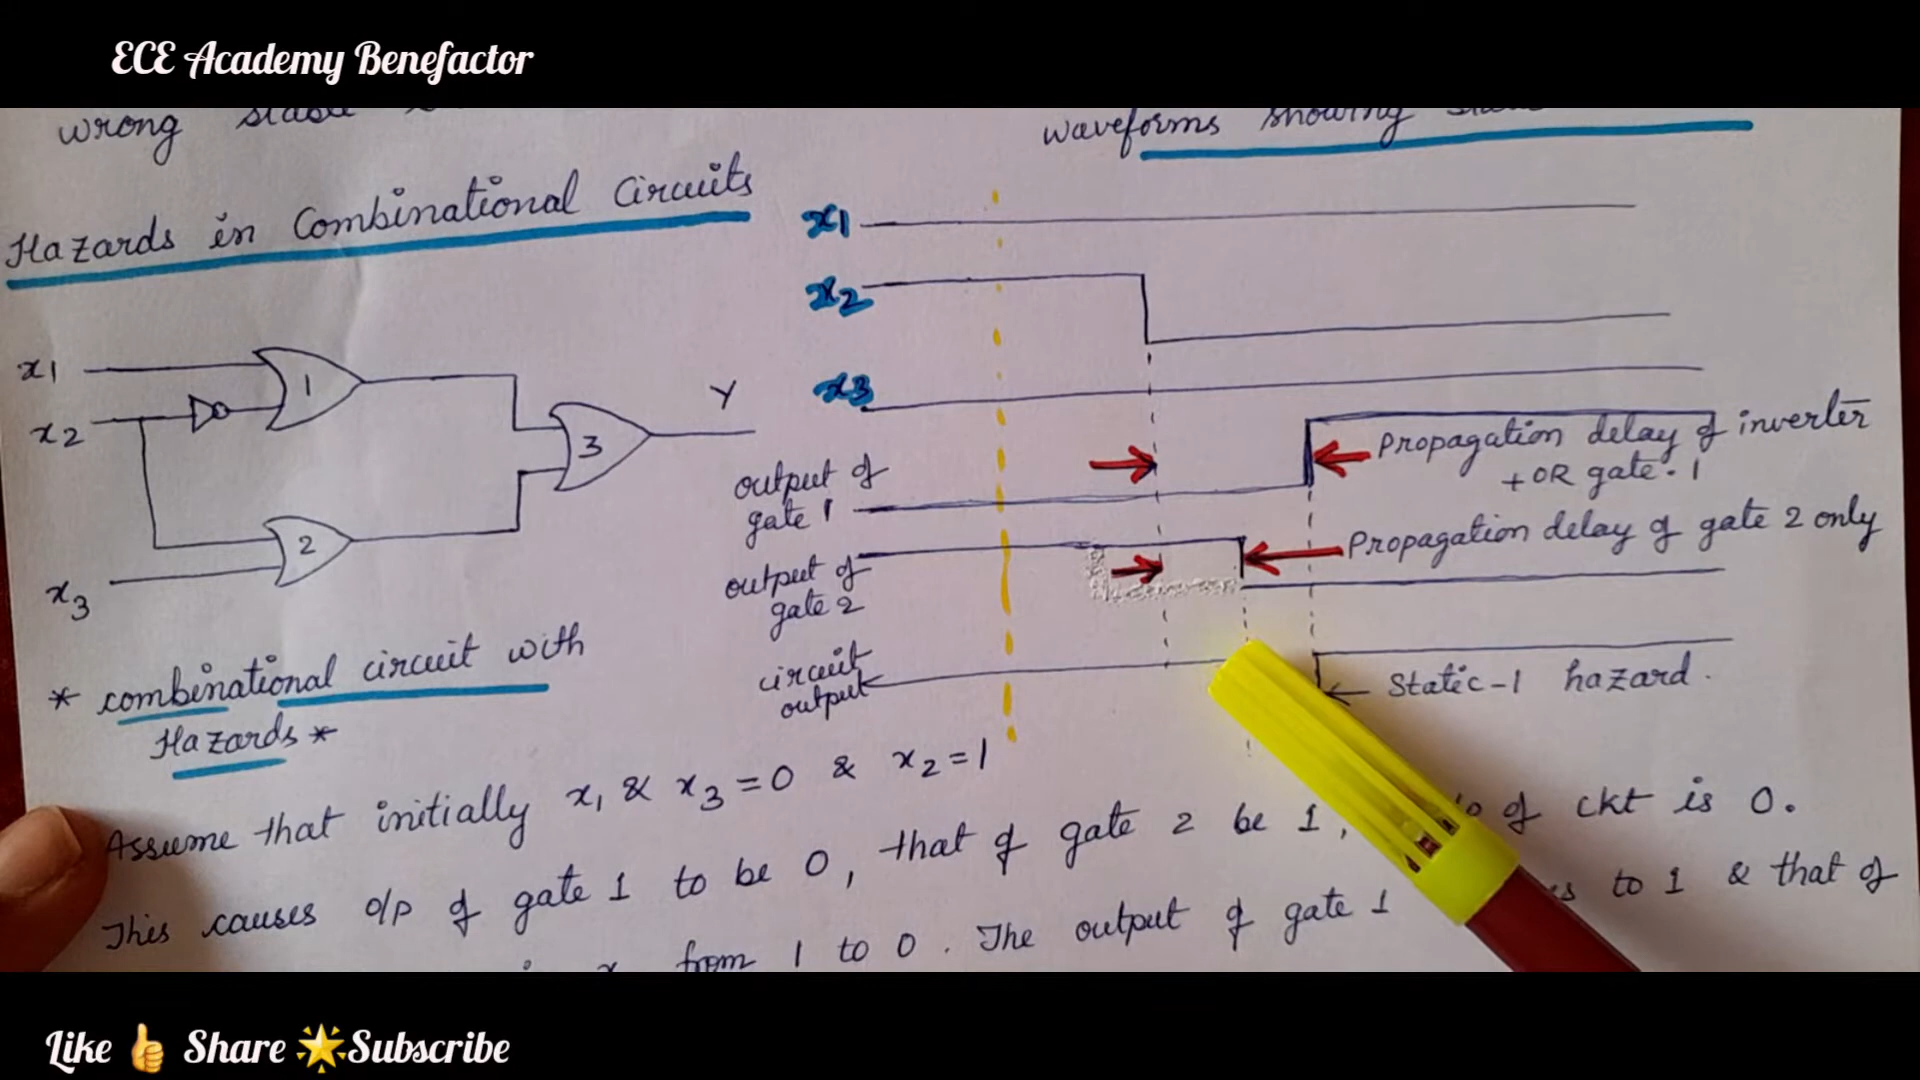 ECE Academy Benefactor
wrong
waveforms showing
Hazards in Combinational Circuits
x1
x2
x3
1
2
3
Y
* combinational circuit with
Hazards *
x1
x2
x3
output of
gate 1
output of
gate 2
circuit
output
Propagation delay of inverter
+ OR gate - 1
Propagation delay of gate 2 only
Static-1 hazard.
Assume that initially x1 & x3 = 0 & x2 = 1
This causes o/p of gate 1 to be 0, that of gate 2 be 1, of ckt is 0.
from 1 to 0. The output of gate 1 to 1 & that of
Like 👍 Share 🌟Subscribe